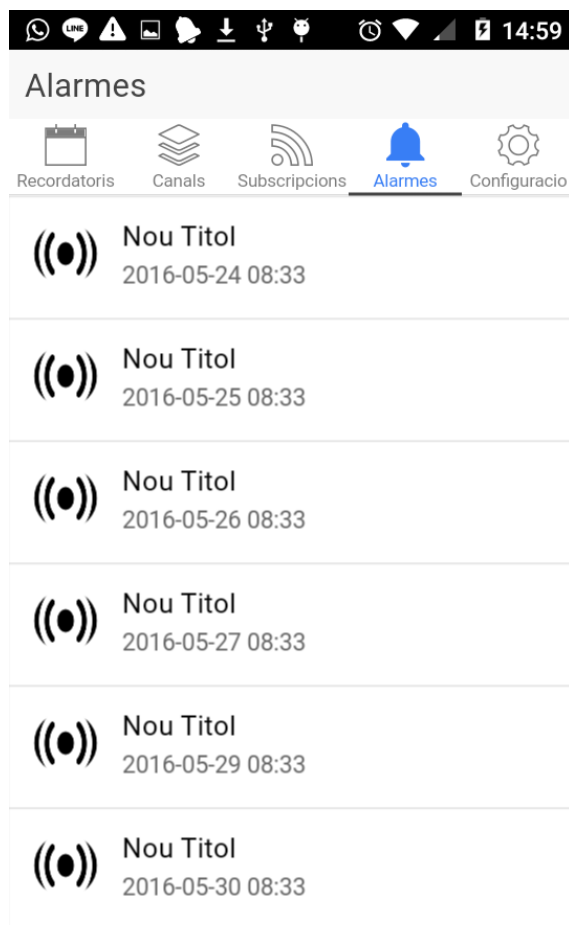 LINE 14:59
Alarmes
Recordatoris Canals Subscripcions Alarmes Configuracio
Nou Titol
2016-05-24 08:33
Nou Titol
2016-05-25 08:33
Nou Titol
2016-05-26 08:33
Nou Titol
2016-05-27 08:33
Nou Titol
2016-05-29 08:33
Nou Titol
2016-05-30 08:33